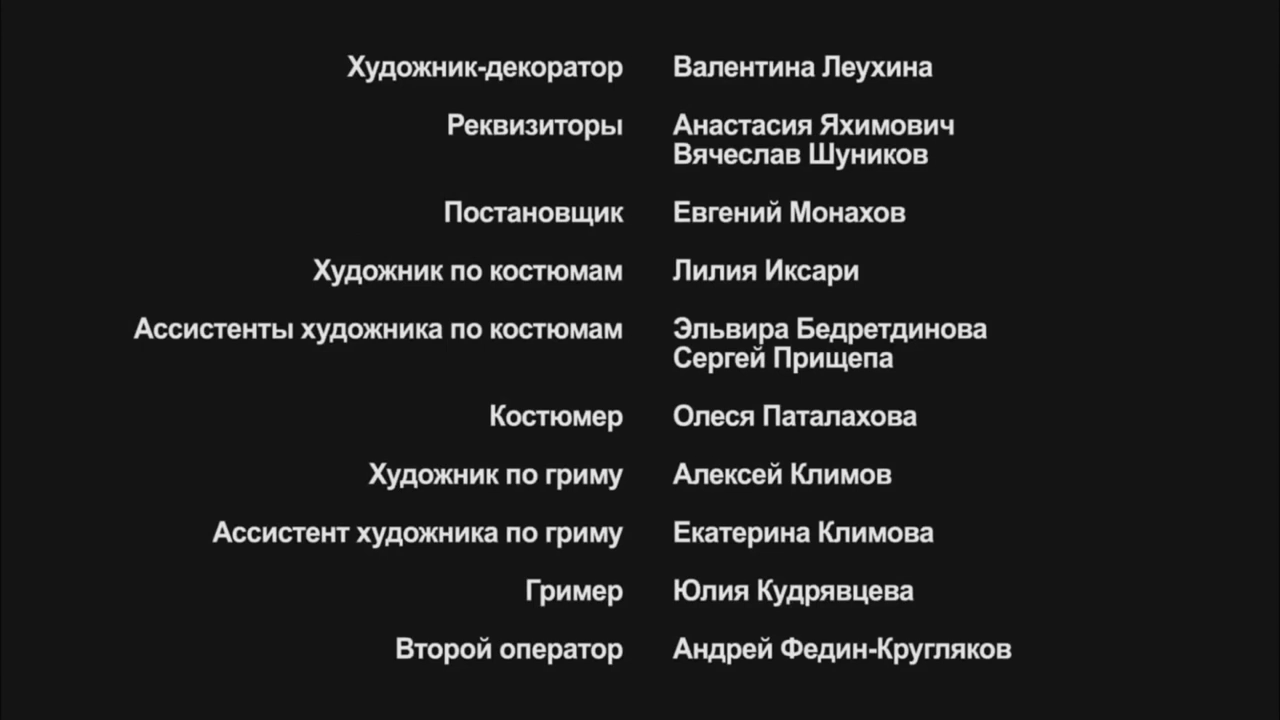 Художник-декоратор Валентина Леухина
Реквизиторы Анастасия Яхимович
Вячеслав Шуников
Постановщик Евгений Монахов
Художник по костюмам Лилия Иксари
Ассистенты художника по костюмам Эльвира Бедретдинова
Сергей Прищепа
Костюмер Олеся Паталахова
Художник по гриму Алексей Климов
Ассистент художника по гриму Екатерина Климова
Гример Юлия Кудрявцева
Второй оператор Андрей Федин-Кругляков